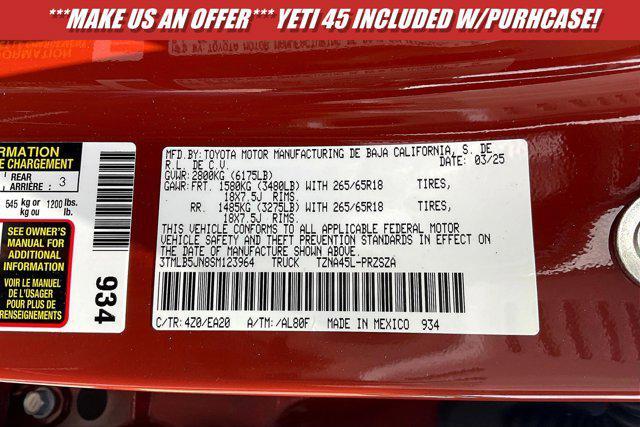 ***MAKE US AN OFFER*** YETI 45 INCLUDED W/PURHCASE!
FORMATION
E CHARGEMENT
REAR
ARRIÈRE : 3
545 kg or 1200 lbs.
kg ou lb.
SEE OWNER'S
MANUAL FOR
ADDITIONAL
INFORMATION
VOIR LE MANUEL
DE L'USAGER
POUR PLUS DE
RENSEIGNEMENTS
934
MFD.BY:TOYOTA MOTOR MANUFACTURING DE BAJA CALIFORNIA, S. DE
R.L. DE C.V. DATE: 03/25
GVWR:2800KG (6175LB)
GAWR:FRT. 1580KG (3480LB) WITH 265/65R18 TIRES,
18X7.5J RIMS.
RR. 1485KG (3275LB) WITH 265/65R18 TIRES,
18X7.5J RIMS.
THIS VEHICLE CONFORMS TO ALL APPLICABLE FEDERAL MOTOR
VEHICLE SAFETY AND THEFT PREVENTION STANDARDS IN EFFECT
ON THE DATE OF MANUFACTURE SHOWN ABOVE.
3TMLB5JN8SM123964 TRUCK TZNA45L-PRZSZA
C/TR: 4Z0/EA20 A/TM: /AL80F MADE IN MEXICO 934